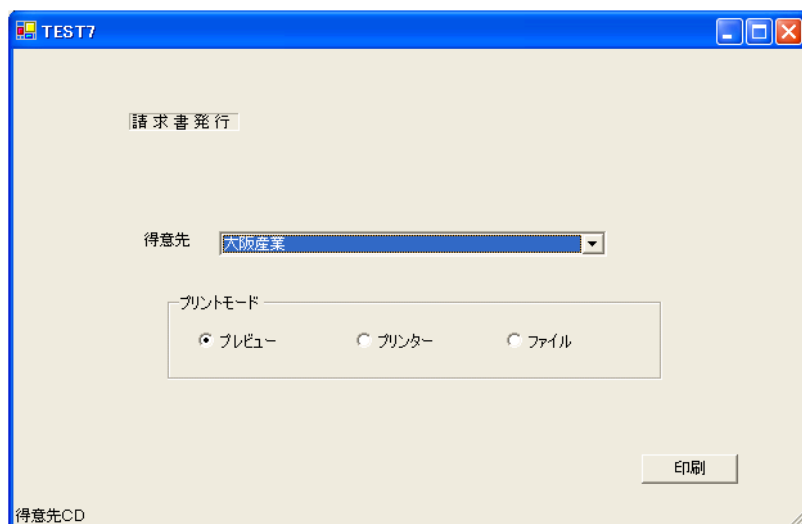 TEST7
請求書発行
得意先 大阪産業
プリントモード
プレビュー プリンター ファイル
印刷
得意先CD